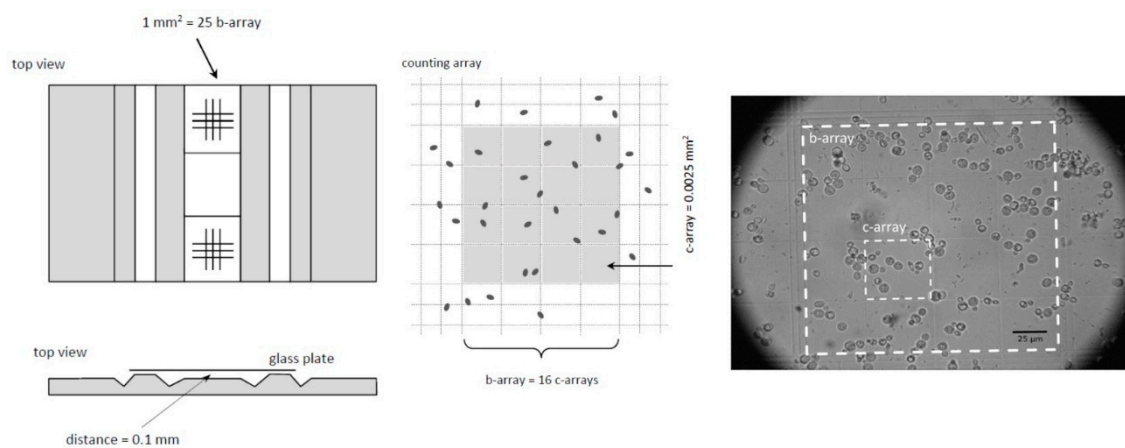 1 mm² = 25 b-array
top view
counting array
b-array
c-array
c-array = 0.0025 mm²
25 µm
top view
glass plate
b-array = 16 c-arrays
distance = 0.1 mm